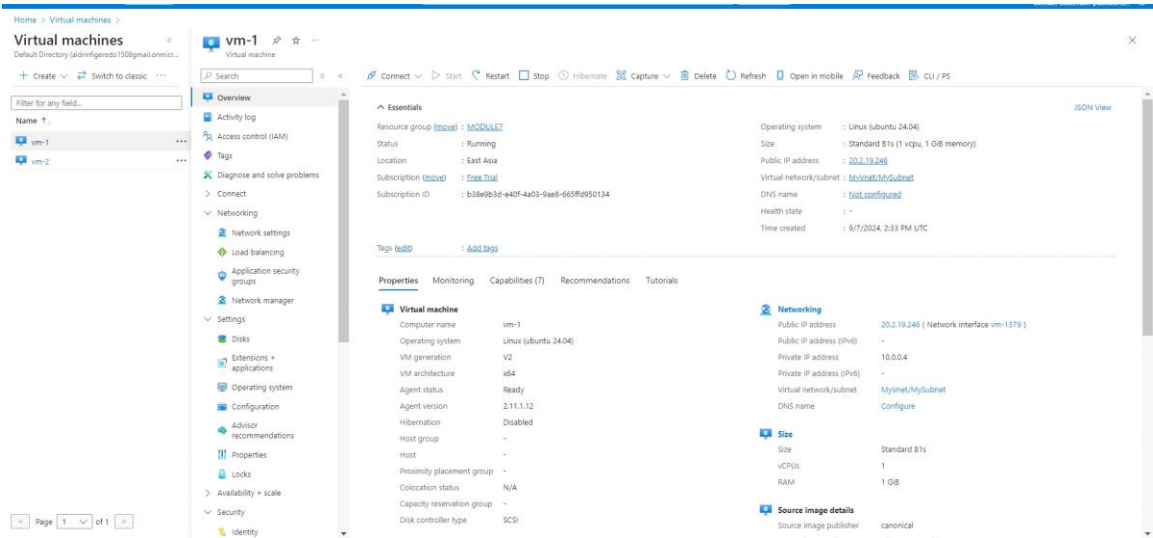 Home > Virtual machines >
Virtual machines
Default Directory (aldrinfigeredo1508gmail.onmicr...
+ Create Switch to classic ...
Filter for any field...
Name ↑
vm-1 ...
vm-2 ...
< Page 1 of 1 >
vm-1 ...
Virtual machine
Search
Overview
Activity log
Access control (IAM)
Tags
Diagnose and solve problems
> Connect
Networking
Network settings
Load balancing
Application security
groups
Network manager
Settings
Disks
Extensions +
applications
Operating system
Configuration
Advisor
recommendations
Properties
Locks
> Availability + scale
Security
Identity
Connect Start Restart Stop Hibernate Capture Delete Refresh Open in mobile Feedback CLI / PS
Essentials JSON View
Resource group (move) : MODULE7
Status : Running
Location : East Asia
Subscription (move) : Free Trial
Subscription ID : b38e9b3d-e40f-4a03-9ae8-665ffd950134
Operating system : Linux (ubuntu 24.04)
Size : Standard B1s (1 vcpu, 1 GiB memory)
Public IP address : 20.2.19.246
Virtual network/subnet : MyVnet/MySubnet
DNS name : Not configured
Health state : -
Time created : 9/7/2024, 2:33 PM UTC
Tags (edit) : Add tags
Properties Monitoring Capabilities (7) Recommendations Tutorials
Virtual machine
Computer name vm-1
Operating system Linux (ubuntu 24.04)
VM generation V2
VM architecture x64
Agent status Ready
Agent version 2.11.1.12
Hibernation Disabled
Host group -
Host -
Proximity placement group -
Colocation status N/A
Capacity reservation group -
Disk controller type SCSI
Networking
Public IP address 20.2.19.246 ( Network interface vm-1379 )
Public IP address (IPv6) -
Private IP address 10.0.0.4
Private IP address (IPv6) -
Virtual network/subnet MyVnet/MySubnet
DNS name Configure
Size
Size Standard B1s
vCPUs 1
RAM 1 GiB
Source image details
Source image publisher canonical